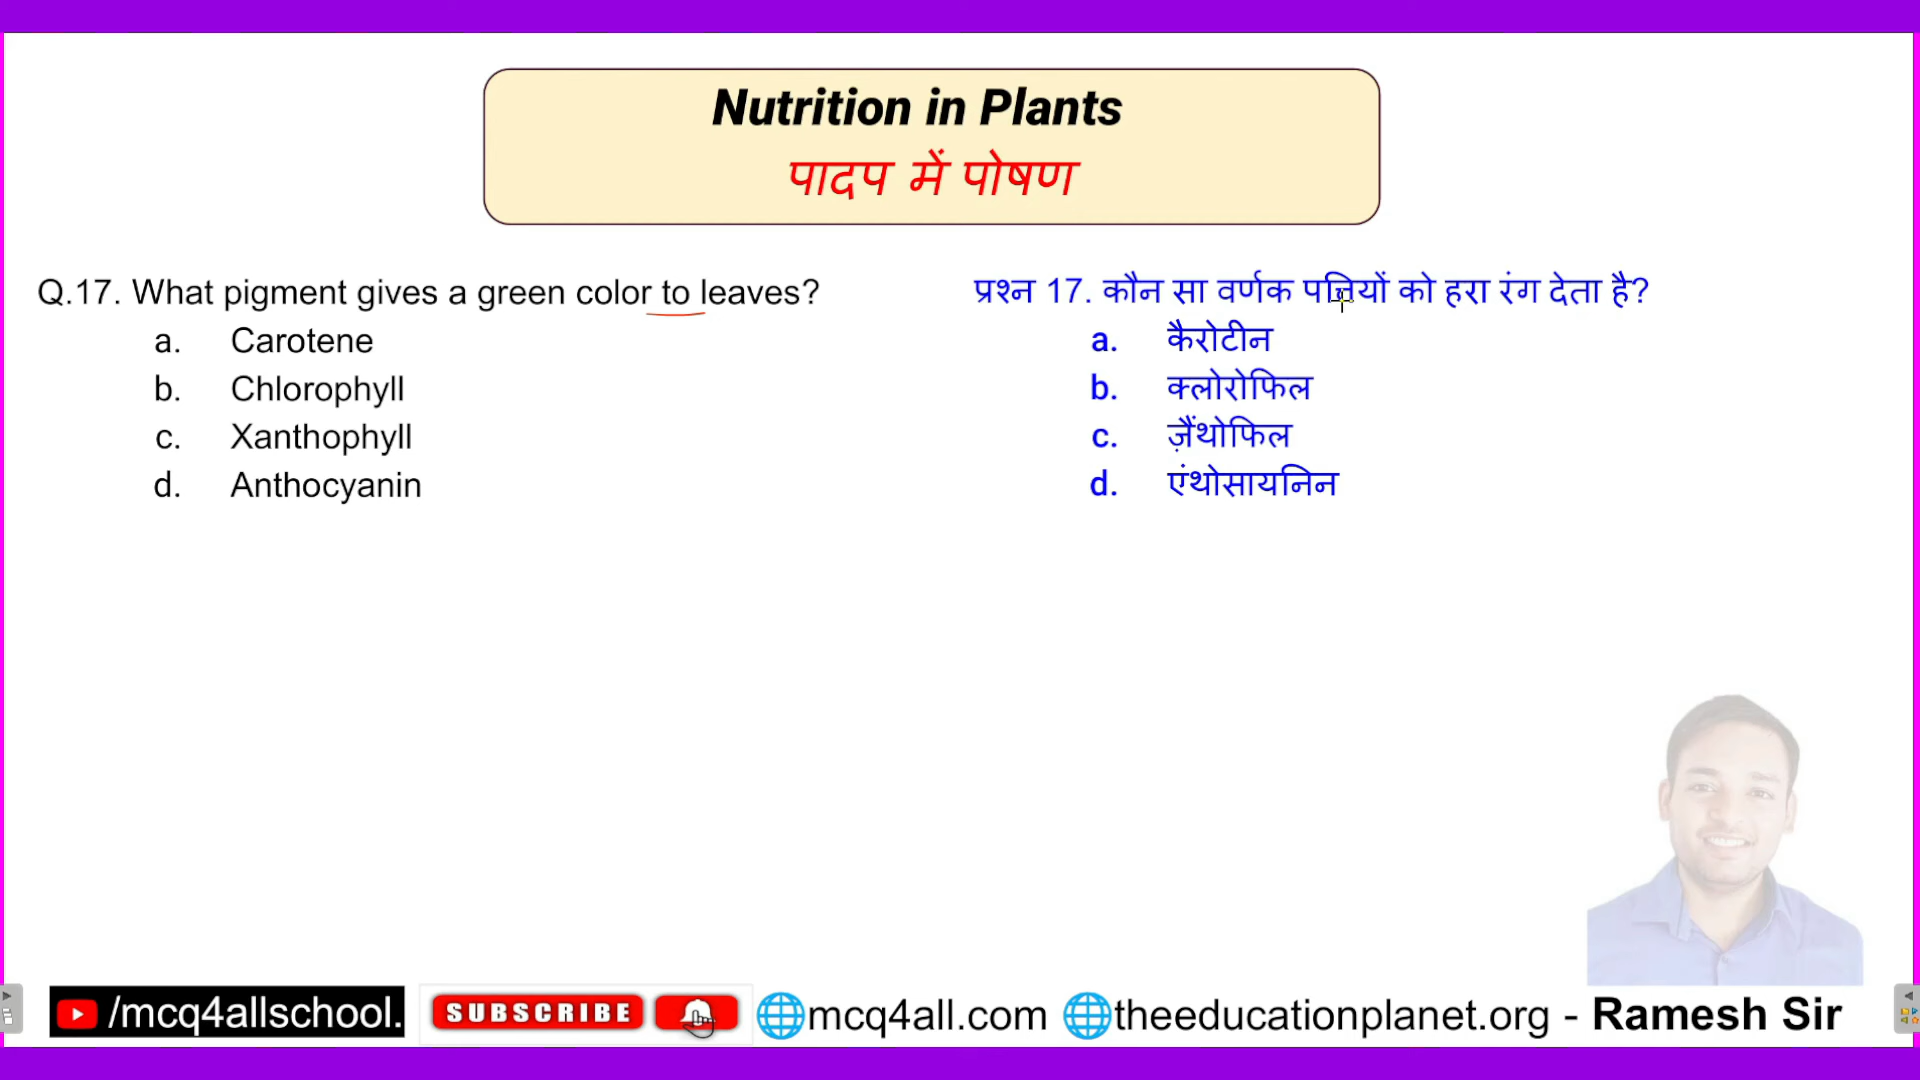 Nutrition in Plants
पादप में पोषण
Q.17. What pigment gives a green color to leaves?
a. Carotene
b. Chlorophyll
c. Xanthophyll
d. Anthocyanin
प्रश्न 17. कौन सा वर्णक पत्तियों को हरा रंग देता है?
a. कैरोटीन
b. क्लोरोफिल
c. ज़ैंथोफिल
d. एंथोसायनिन
/mcq4allschool. SUBSCRIBE mcq4all.com theeducationplanet.org - Ramesh Sir